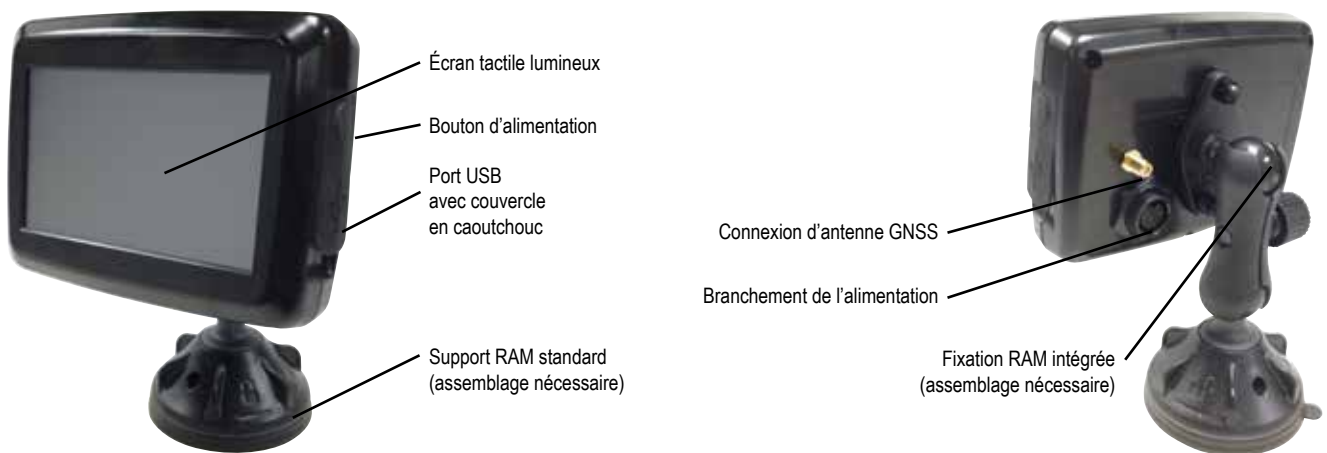 Écran tactile lumineux
Bouton d'alimentation
Port USB
avec couvercle
en caoutchouc
Support RAM standard
(assemblage nécessaire)
Connexion d'antenne GNSS
Branchement de l'alimentation
Fixation RAM intégrée
(assemblage nécessaire)